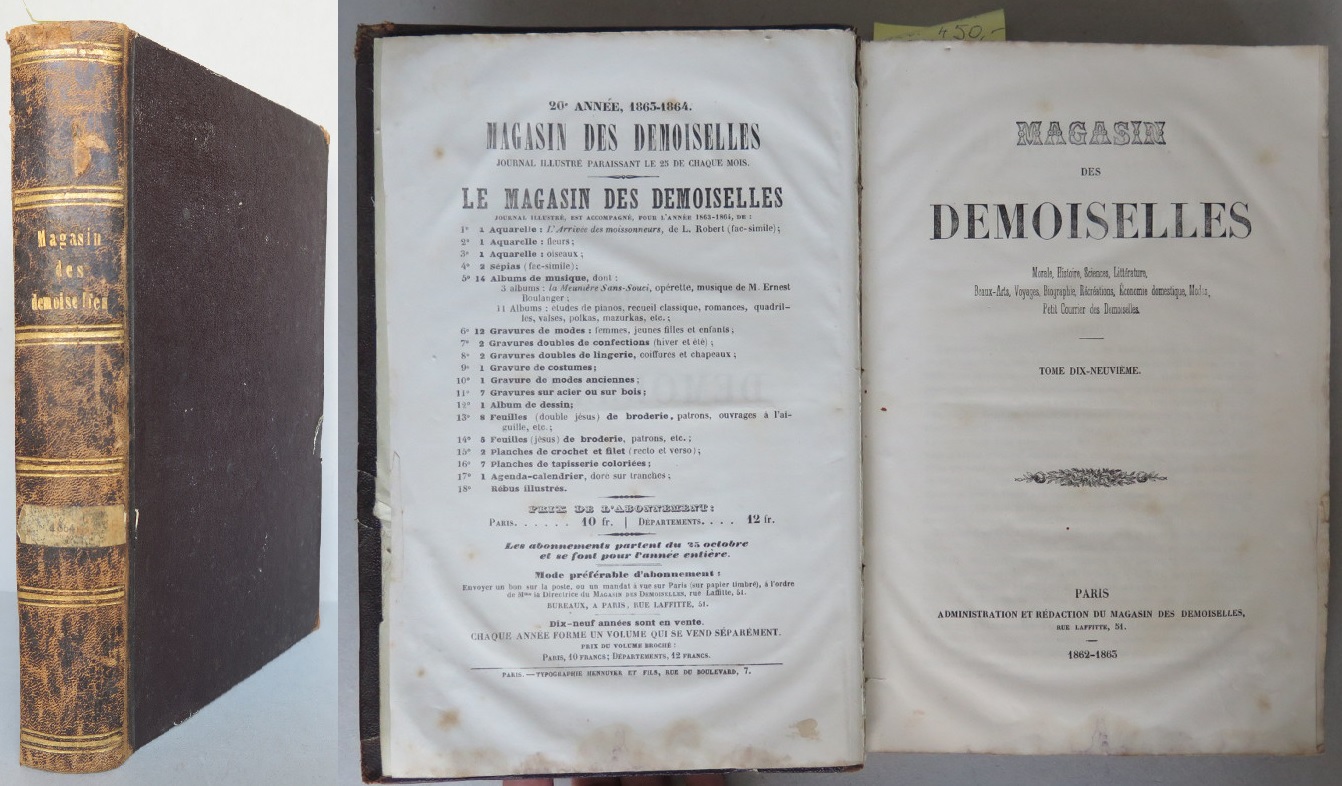 Magasin
des
demoisellen
450,-
20e ANNÉE, 1863-1864.
MAGASIN DES DEMOISELLES
JOURNAL ILLUSTRÉ PARAISSANT LE 25 DE CHAQUE MOIS.
LE MAGASIN DES DEMOISELLES
JOURNAL ILLUSTRÉ, EST ACCOMPAGNÉ, POUR L'ANNÉE 1863-1864, DE :
1° 1 Aquarelle : L'Arrivée des moissonneurs, de L. Robert (fac-simile);
2° 1 Aquarelle : fleurs;
3° 1 Aquarelle : oiseaux;
4° 2 Sépias (fac-simile);
5° 14 Albums de musique, dont :
3 albums : la Meunière Sans-Souci, opérette, musique de M. Ernest
Boulanger;
11 Albums : études de pianos, recueil classique, romances, quadril-
les, valses, polkas, mazurkas, etc.;
6° 12 Gravures de modes : femmes, jeunes filles et enfants;
7° 2 Gravures doubles de confections (hiver et été);
8° 2 Gravures doubles de lingerie, coiffures et chapeaux;
9° 1 Gravure de costumes;
10° 1 Gravure de modes anciennes;
11° 7 Gravures sur acier ou sur bois;
12° 1 Album de dessin;
13° 8 Feuilles (double jésus) de broderie, patrons, ouvrages à l'ai-
guille, etc.;
14° 5 Feuilles (jésus) de broderie, patrons, etc.;
15° 2 Planches de crochet et filet (recto et verso);
16° 7 Planches de tapisserie coloriées;
17° 1 Agenda-calendrier, doré sur tranches;
18° Rébus illustrés.
PRIX DE L'ABONNEMENT :
PARIS. . . . . . 10 fr. | DÉPARTEMENTS. . . . 12 fr.
Les abonnements partent du 25 octobre
et se font pour l'année entière.
Mode préférable d'abonnement :
Envoyer un bon sur la poste, ou un mandat à vue sur Paris (sur papier timbré), à l'ordre
de Mme la Directrice du MAGASIN DES DEMOISELLES, rue Laffitte, 51.
BUREAUX, A PARIS, RUE LAFFITTE, 51.
Dix-neuf années sont en vente.
CHAQUE ANNÉE FORME UN VOLUME QUI SE VEND SÉPARÉMENT.
PRIX DU VOLUME BROCHÉ :
PARIS, 10 FRANCS; DÉPARTEMENTS, 12 FRANCS.
PARIS. — TYPOGRAPHIE HENNUYER ET FILS, RUE DU BOULEVARD, 7.
MAGASIN
DES
DEMOISELLES
Morale, Histoire, Sciences, Littérature,
Beaux-Arts, Voyages, Biographie, Récréations, Économie domestique, Modes,
Petit Courrier des Demoiselles.
TOME DIX-NEUVIÈME.
PARIS
ADMINISTRATION ET RÉDACTION DU MAGASIN DES DEMOISELLES,
RUE LAFFITTE, 51.
1862-1863